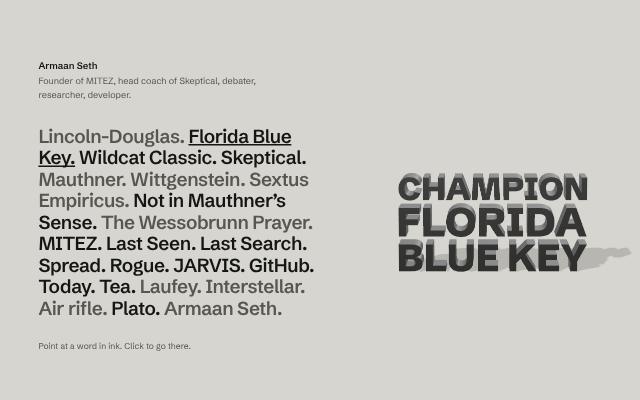 Armaan Seth
Founder of MITEZ, head coach of Skeptical, debater,
researcher, developer.
Lincoln-Douglas. Florida Blue
Key. Wildcat Classic. Skeptical.
Mauthner. Wittgenstein. Sextus
Empiricus. Not in Mauthner’s
Sense. The Wessobrunn Prayer.
MITEZ. Last Seen. Last Search.
Spread. Rogue. JARVIS. GitHub.
Today. Tea. Laufey. Interstellar.
Air rifle. Plato. Armaan Seth.
Point at a word in ink. Click to go there.
CHAMPION
FLORIDA
BLUE KEY